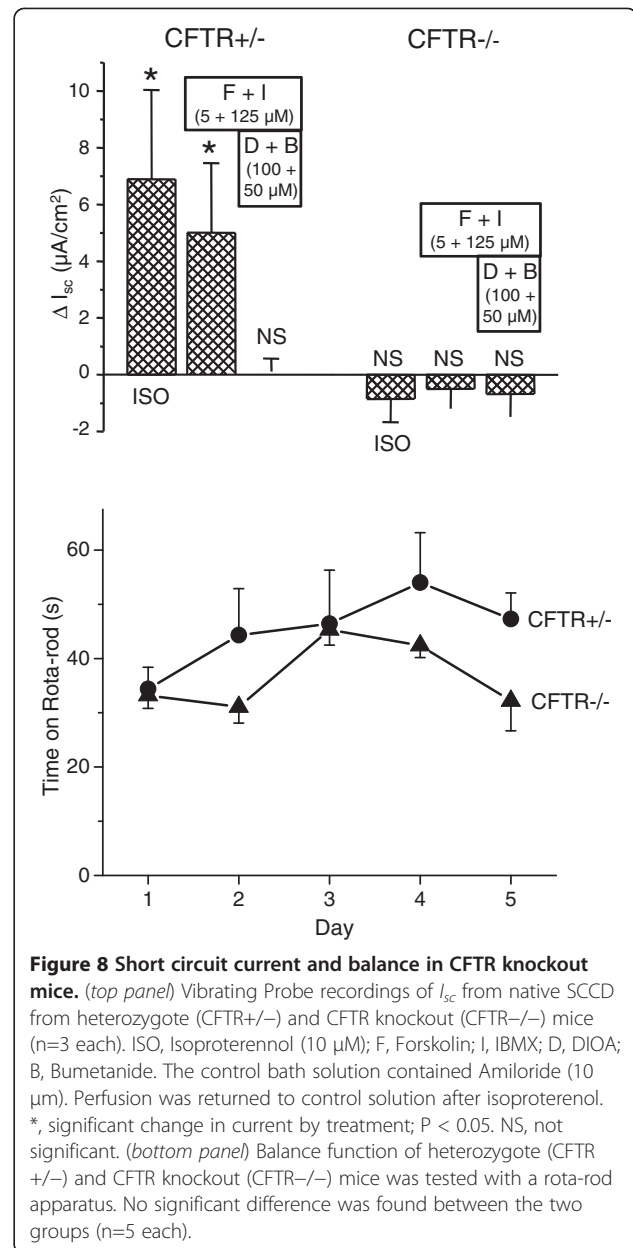 CFTR+/-
CFTR-/-
10
8
6
4
2
0
-2
Δ Isc (µA/cm²)
*
F + I
(5 + 125 µM)
*
D + B
(100 +
50 µM)
NS
ISO
F + I
(5 + 125 µM)
D + B
(100 +
50 µM)
NS
NS
NS
ISO
60
40
20
0
Time on Rota-rod (s)
CFTR+/-
CFTR-/-
1
2
3
4
5
Day
Figure 8 Short circuit current and balance in CFTR knockout
mice. (top panel) Vibrating Probe recordings of Isc from native SCCD
from heterozygote (CFTR+/−) and CFTR knockout (CFTR−/−) mice
(n=3 each). ISO, Isoproterennol (10 µM); F, Forskolin; I, IBMX; D, DIOA;
B, Bumetanide. The control bath solution contained Amiloride (10
µm). Perfusion was returned to control solution after isoproterenol.
*, significant change in current by treatment; P < 0.05. NS, not
significant. (bottom panel) Balance function of heterozygote (CFTR
+/−) and CFTR knockout (CFTR−/−) mice was tested with a rota-rod
apparatus. No significant difference was found between the two
groups (n=5 each).